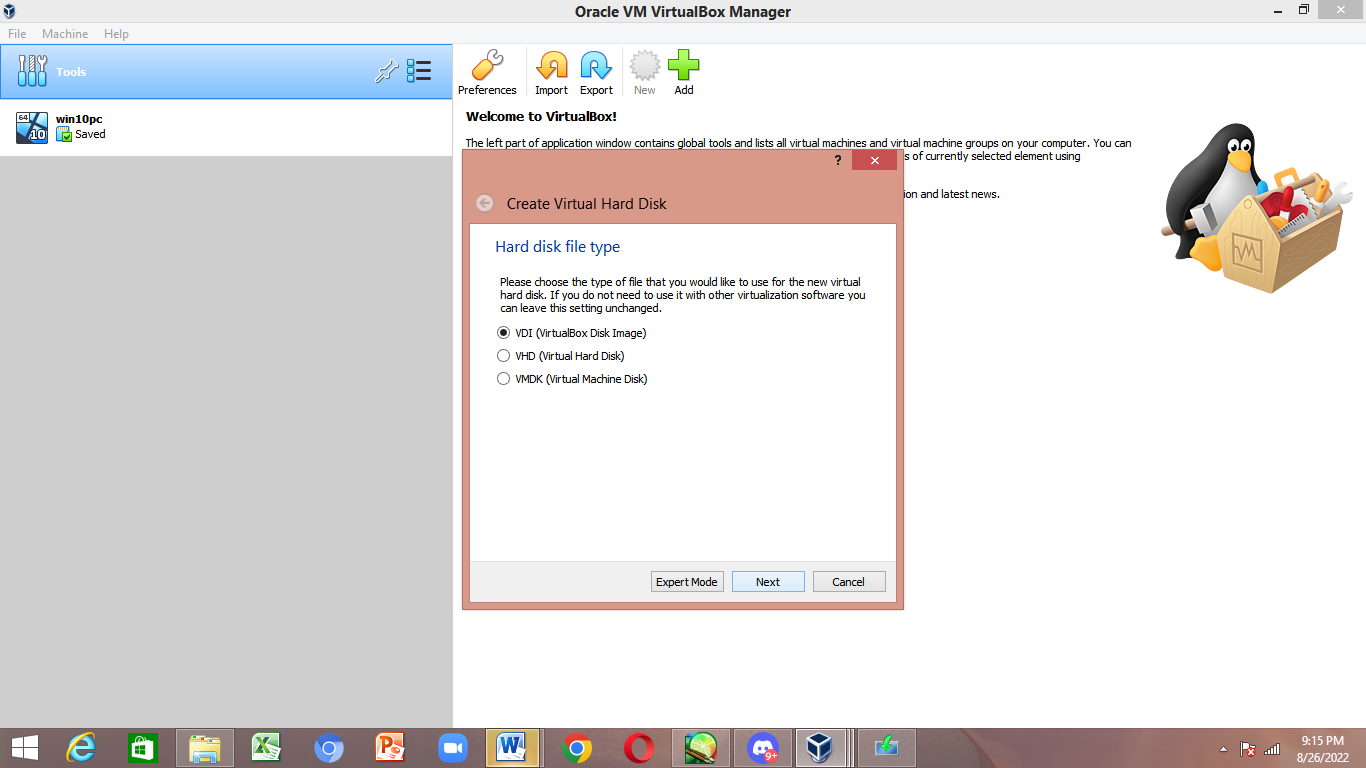 Oracle VM VirtualBox Manager
File Machine Help
Tools
Preferences Import Export New Add
64
10
win10pc
Saved
Welcome to VirtualBox!
The left part of application window contains global tools and lists all virtual machines and virtual machine groups on your computer. You can
s of currently selected element using
ion and latest news.
?
Create Virtual Hard Disk
Hard disk file type
Please choose the type of file that you would like to use for the new virtual
hard disk. If you do not need to use it with other virtualization software you
can leave this setting unchanged.
VDI (VirtualBox Disk Image)
VHD (Virtual Hard Disk)
VMDK (Virtual Machine Disk)
Expert Mode Next Cancel
9+
9:15 PM
8/26/2022